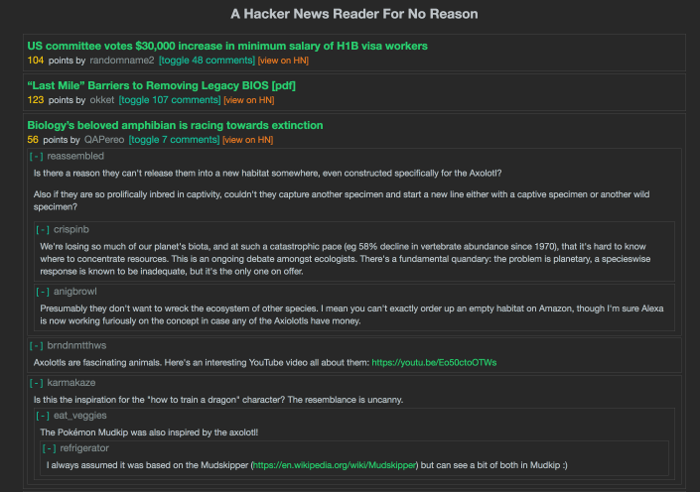 A Hacker News Reader For No Reason
US committee votes $30,000 increase in minimum salary of H1B visa workers
104 points by randomname2 [toggle 48 comments] [view on HN]
“Last Mile” Barriers to Removing Legacy BIOS [pdf]
123 points by okket [toggle 107 comments] [view on HN]
Biology's beloved amphibian is racing towards extinction
56 points by QAPereo [toggle 7 comments] [view on HN]
[-] reassembled
Is there a reason they can't release them into a new habitat somewhere, even constructed specifically for the Axolotl?
Also if they are so prolifically inbred in captivity, couldn't they capture another specimen and start a new line either with a captive specimen or another wild
specimen?
[-] crispinb
We're losing so much of our planet's biota, and at such a catastrophic pace (eg 58% decline in vertebrate abundance since 1970), that it's hard to know
where to concentrate resources. This is an ongoing debate amongst ecologists. There's a fundamental quandary: the problem is planetary, a specieswise
response is known to be inadequate, but it's the only one on offer.
[-] anigbrowl
Presumably they don't want to wreck the ecosystem of other species. I mean you can't exactly order up an empty habitat on Amazon, though I'm sure Alexa
is now working furiously on the concept in case any of the Axiolotls have money.
[-] brndnmtthws
Axolotls are fascinating animals. Here's an interesting YouTube video all about them: https://youtu.be/Eo50ctoOTWs
[-] karmakaze
Is this the inspiration for the "how to train a dragon" character? The resemblance is uncanny.
[-] eat_veggies
The Pokémon Mudkip was also inspired by the axolotl!
[-] refrigerator
I always assumed it was based on the Mudskipper (https://en.wikipedia.org/wiki/Mudskipper) but can see a bit of both in Mudkip :)